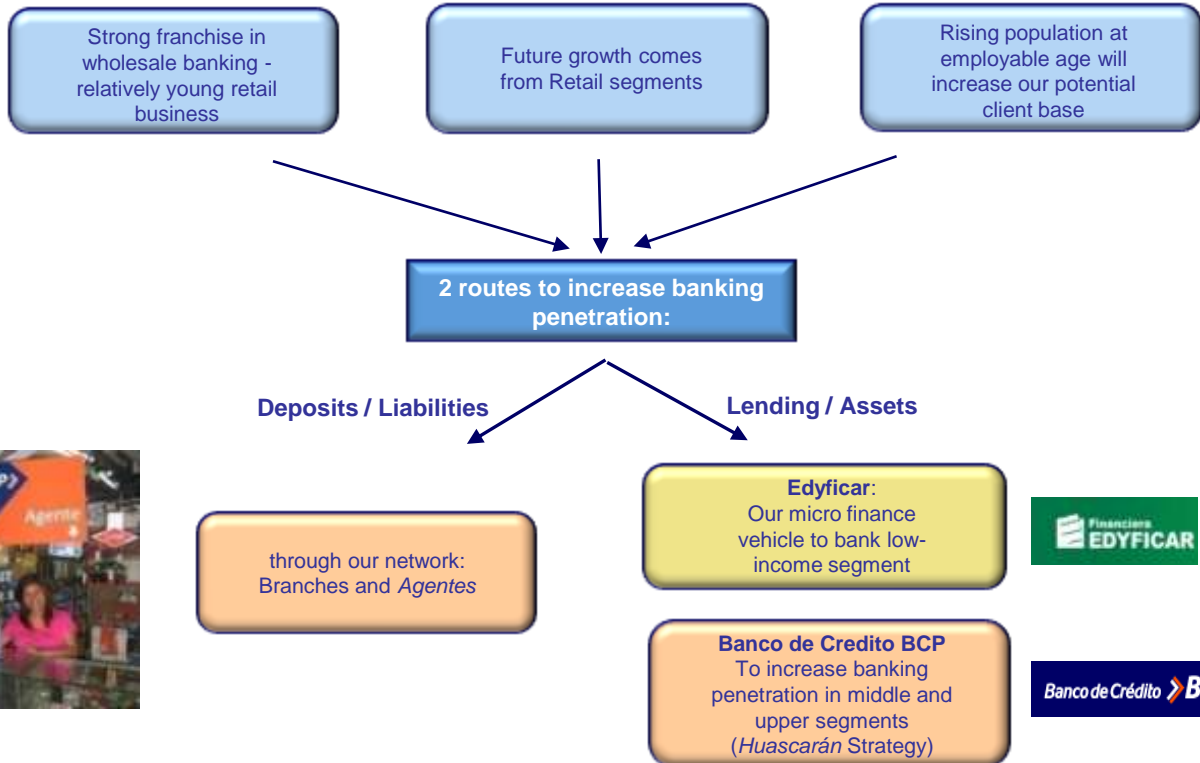 Strong franchise in
wholesale banking -
relatively young retail
business
Future growth comes
from Retail segments
Rising population at
employable age will
increase our potential
client base
2 routes to increase banking
penetration:
Deposits / Liabilities
Lending / Assets
P
Agente
through our network:
Branches and Agentes
Edyficar:
Our micro finance
vehicle to bank low-
income segment
Financiera
EDYFICAR
Banco de Credito BCP
To increase banking
penetration in middle and
upper segments
(Huascarán Strategy)
Banco de Crédito B